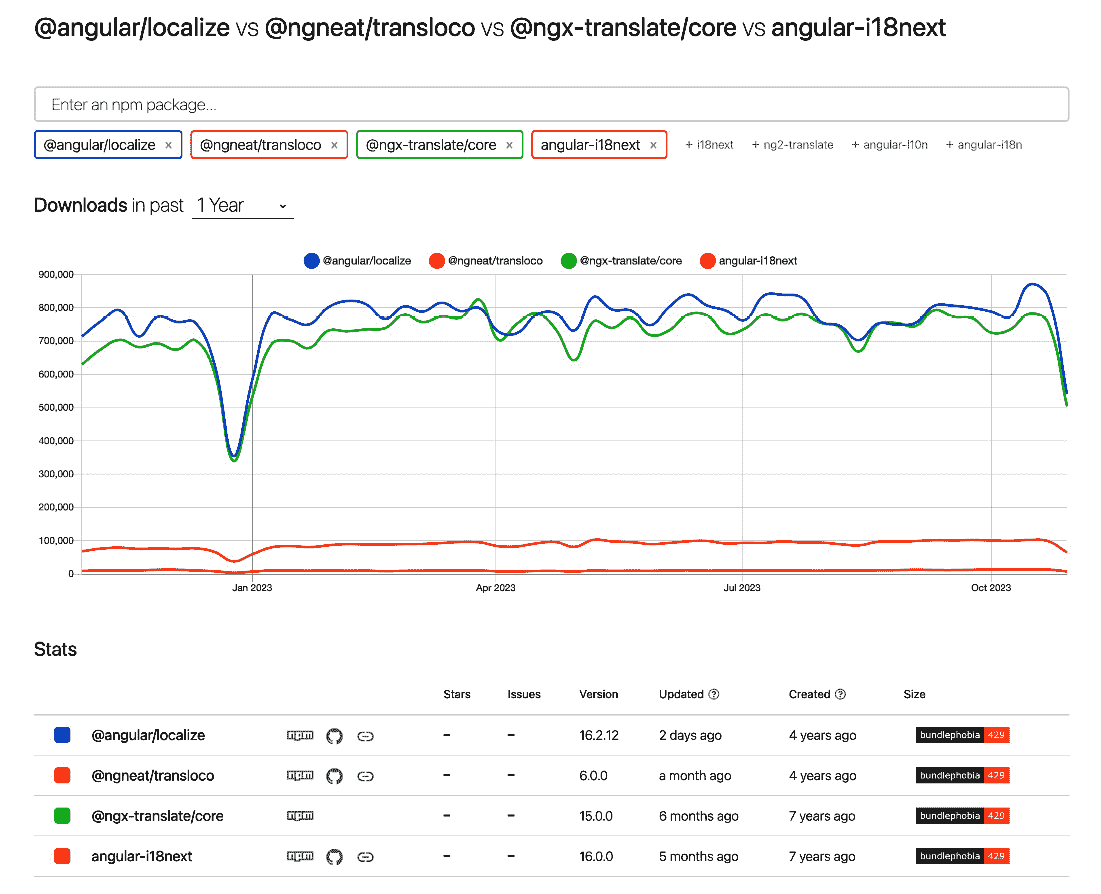 @angular/localize vs @ngneat/transloco vs @ngx-translate/core vs angular-i18next
Enter an npm package...
@angular/localize × @ngneat/transloco × @ngx-translate/core × angular-i18next × + i18next + ng2-translate + angular-l10n + angular-i18n
Downloads in past 1 Year
@angular/localize @ngneat/transloco @ngx-translate/core angular-i18next
900,000
800,000
700,000
600,000
500,000
400,000
300,000
200,000
100,000
0
Jan 2023 Apr 2023 Jul 2023 Oct 2023
Stats
Stars Issues Version Updated ? Created ? Size
@angular/localize npm – – 16.2.12 2 days ago 4 years ago bundlephobia 429
@ngneat/transloco npm – – 6.0.0 a month ago 4 years ago bundlephobia 429
@ngx-translate/core npm – – 15.0.0 6 months ago 7 years ago bundlephobia 429
angular-i18next npm – – 16.0.0 5 months ago 7 years ago bundlephobia 429